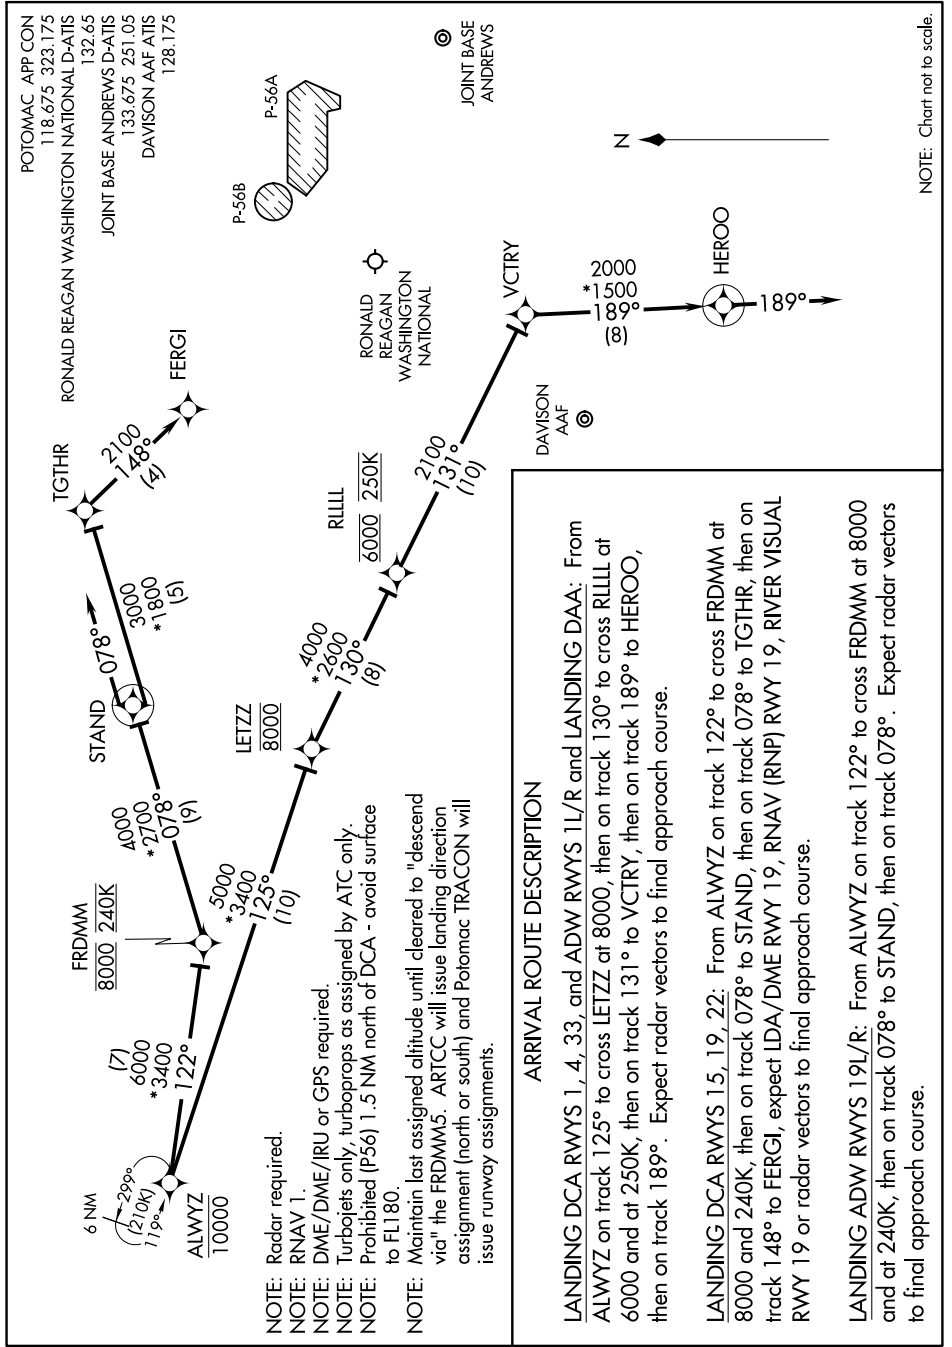 POTOMAC APP CON
118.675 323.175
RONALD REAGAN WASHINGTON NATIONAL D-ATIS
132.65
JOINT BASE ANDREWS D-ATIS
133.675 251.05
DAVISON AAF ATIS
128.175
P-56A
P-56B
JOINT BASE
ANDREWS
N
NOTE: Chart not to scale.
RONALD
REAGAN
WASHINGTON
NATIONAL
DAVISON
AAF
TGTHR
2100
148°
(4)
FERGI
STAND
078°
3000
*1800
(5)
FRDMM
8000 240K
4000
*2700
078°
(9)
(7)
6000
*3400
122°
6 NM
299°
(210K)
119°
ALWYZ
10000
5000
*3400
125°
(10)
LETZZ
8000
4000
*2600
130°
(8)
RLLLL
6000 250K
2100
131°
(10)
VCTRY
2000
*1500
189°
(8)
HEROO
189°
NOTE: Radar required.
NOTE: RNAV 1.
NOTE: DME/DME/IRU or GPS required.
NOTE: Turbojets only, turboprops as assigned by ATC only.
NOTE: Prohibited (P56) 1.5 NM north of DCA - avoid surface
to FL180.
NOTE: Maintain last assigned altitude until cleared to "descend
via" the FRDMM5. ARTCC will issue landing direction
assignment (north or south) and Potomac TRACON will
issue runway assignments.
ARRIVAL ROUTE DESCRIPTION
LANDING DCA RWYS 1, 4, 33, and ADW RWYS 1L/R and LANDING DAA: From
ALWYZ on track 125° to cross LETZZ at 8000, then on track 130° to cross RLLLL at
6000 and at 250K, then on track 131° to VCTRY, then on track 189° to HEROO,
then on track 189°. Expect radar vectors to final approach course.
LANDING DCA RWYS 15, 19, 22: From ALWYZ on track 122° to cross FRDMM at
8000 and 240K, then on track 078° to STAND, then on track 078° to TGTHR, then on
track 148° to FERGI, expect LDA/DME RWY 19, RNAV (RNP) RWY 19, RIVER VISUAL
RWY 19 or radar vectors to final approach course.
LANDING ADW RWYS 19L/R: From ALWYZ on track 122° to cross FRDMM at 8000
and at 240K, then on track 078° to STAND, then on track 078°. Expect radar vectors
to final approach course.